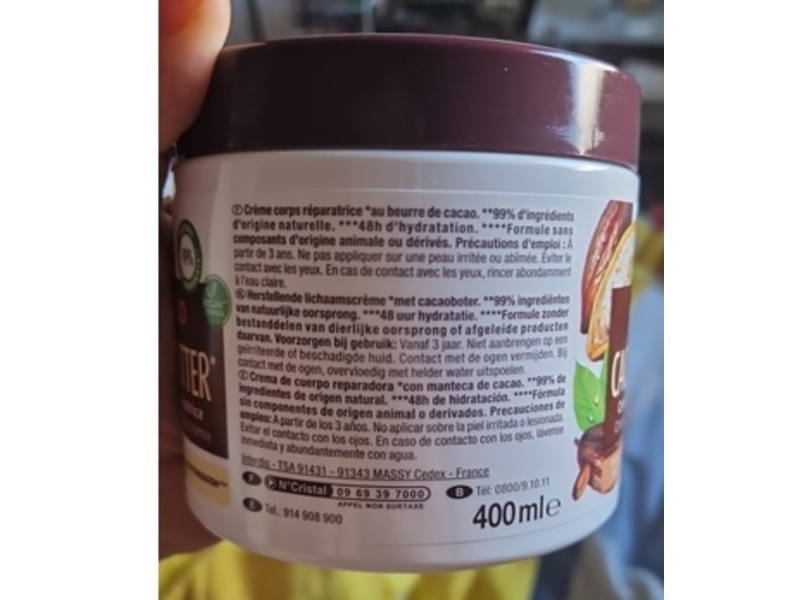 Ⓕ Crème corps réparatrice *au beurre de cacao. **99% d'ingrédients
d'origine naturelle. ***48h d'hydratation. ****Formule sans
composants d'origine animale ou dérivés. Précautions d'emploi : À
partir de 3 ans. Ne pas appliquer sur une peau irritée ou abîmée. Éviter le
contact avec les yeux. En cas de contact avec les yeux, rincer abondamment
à l'eau claire.
Herstellende lichaamscrème *met cacaoboter. **99% ingrediënten
van natuurlijke oorsprong. ***48 uur hydratatie. ****Formule zonder
bestanddelen van dierlijke oorsprong of afgeleide producten
daarvan. Voorzorgen bij gebruik: Vanaf 3 jaar. Niet aanbrengen op een
geïrriteerde of beschadigde huid. Contact met de ogen vermijden. Bij
contact met de ogen, overvloedig met helder water uitspoelen.
Ⓔ Crema de cuerpo reparadora *con manteca de cacao. **99% de
ingredientes de origen natural. ***48h de hidratación. ****Fórmula
sin componentes de origen animal o derivados. Precauciones de
empleo: A partir de los 3 años. No aplicar sobre la piel irritada o lesionada.
Evitar el contacto con los ojos. En caso de contacto con los ojos, lávense
inmediata y abundantemente con agua.
Interdis - TSA 91431 - 91343 MASSY Cedex - France
F N°Cristal 09 69 39 7000
APPEL NON SURTAXÉ
B Tél: 0800/9.10.11
E Tel.: 914 908 900
400ml℮
99%
TTER*
CA